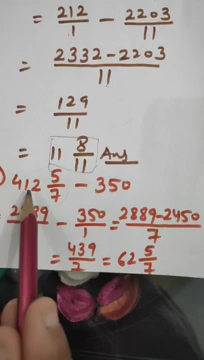 = 212/1 - 2203/11
= 2332-2203/11
= 129/11
= 11 8/11 Ans
) 412 5/7 - 350
- 350/1 = 2889-2450/7
= 439/7 = 62 5/7